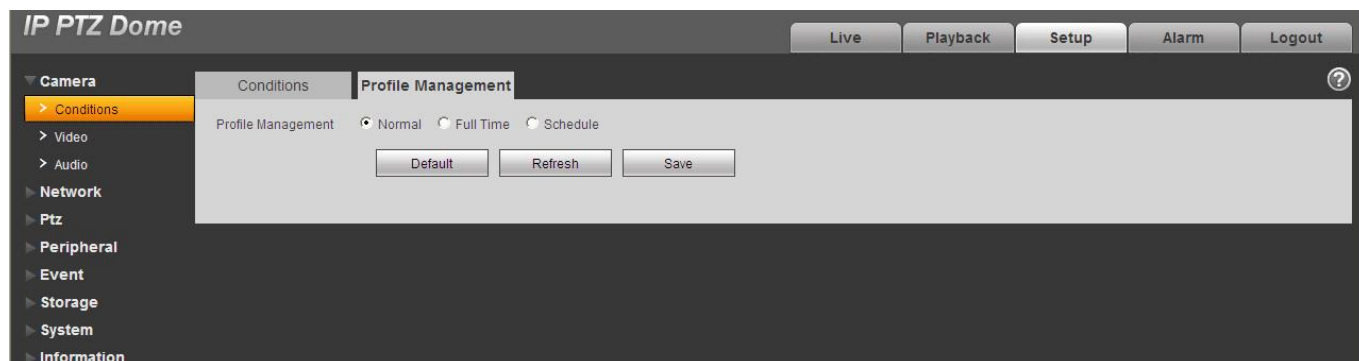 IP PTZ Dome
Live Playback Setup Alarm Logout
Camera
Conditions
Video
Audio
Network
Ptz
Peripheral
Event
Storage
System
Information
Conditions Profile Management
?
Profile Management Normal Full Time Schedule
Default Refresh Save